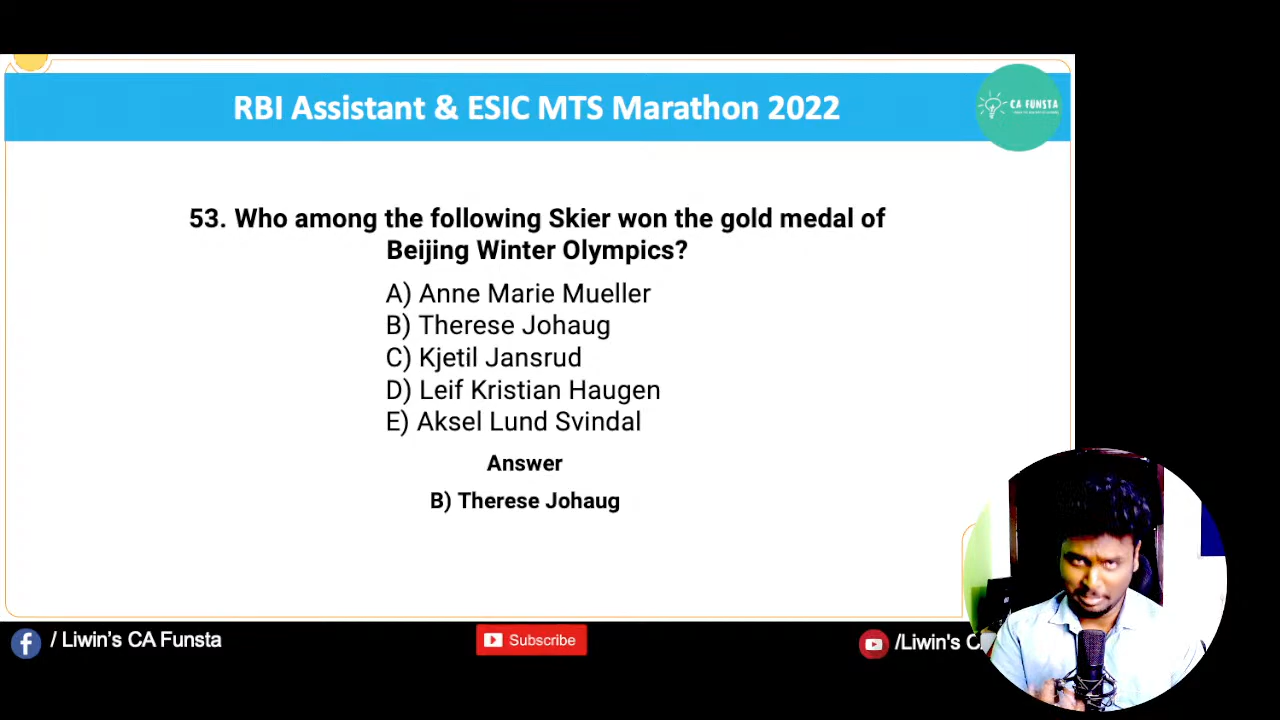 RBI Assistant & ESIC MTS Marathon 2022
CA FUNSTA
53. Who among the following Skier won the gold medal of
Beijing Winter Olympics?
A) Anne Marie Mueller
B) Therese Johaug
C) Kjetil Jansrud
D) Leif Kristian Haugen
E) Aksel Lund Svindal
Answer
B) Therese Johaug
/ Liwin's CA Funsta
Subscribe
/Liwin's